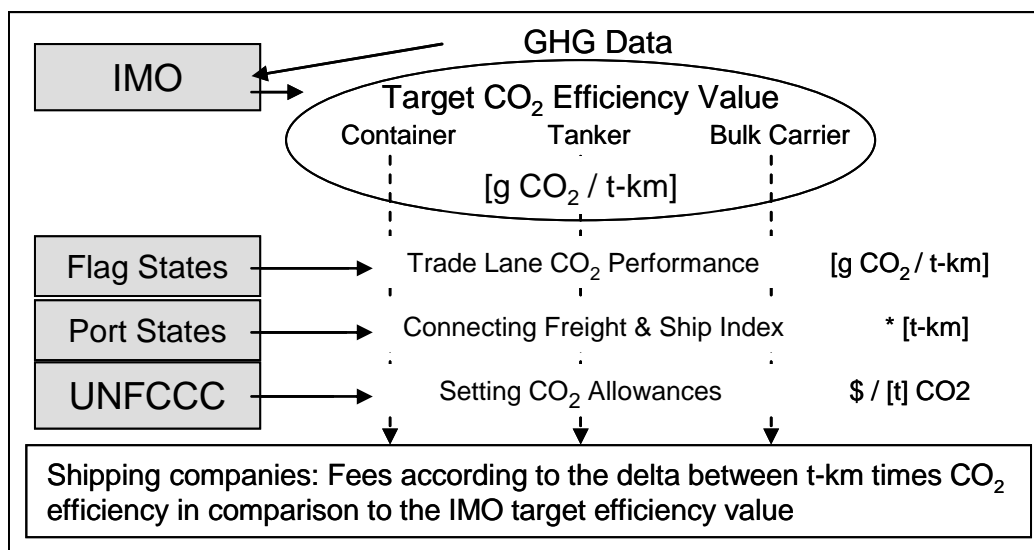 GHG Data
IMO
Target CO₂ Efficiency Value
Container Tanker Bulk Carrier
[g CO₂ / t-km]
Flag States Trade Lane CO₂ Performance [g CO₂ / t-km]
Port States Connecting Freight & Ship Index * [t-km]
UNFCCC Setting CO₂ Allowances $ / [t] CO2
Shipping companies: Fees according to the delta between t-km times CO₂
efficiency in comparison to the IMO target efficiency value